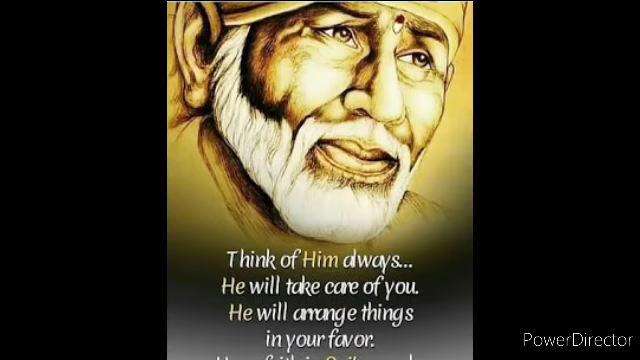 Think of Him always...
He will take care of you.
He will arrange things
in your favor.
PowerDirector